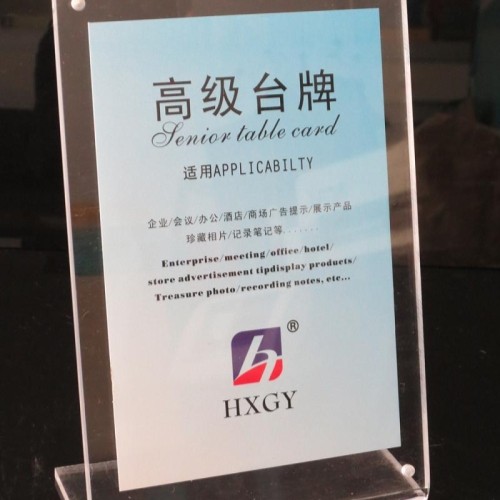 高级台牌
Senior table card
适用APPLICABILTY
企业/会议/办公/酒店/商场广告提示/展示产品
珍藏相片/记录笔记等.......
Enterprise/meeting/office/hotel/
store advertisement tipdisplay products/
Treasure photo/recording notes, etc...
®
HXGY